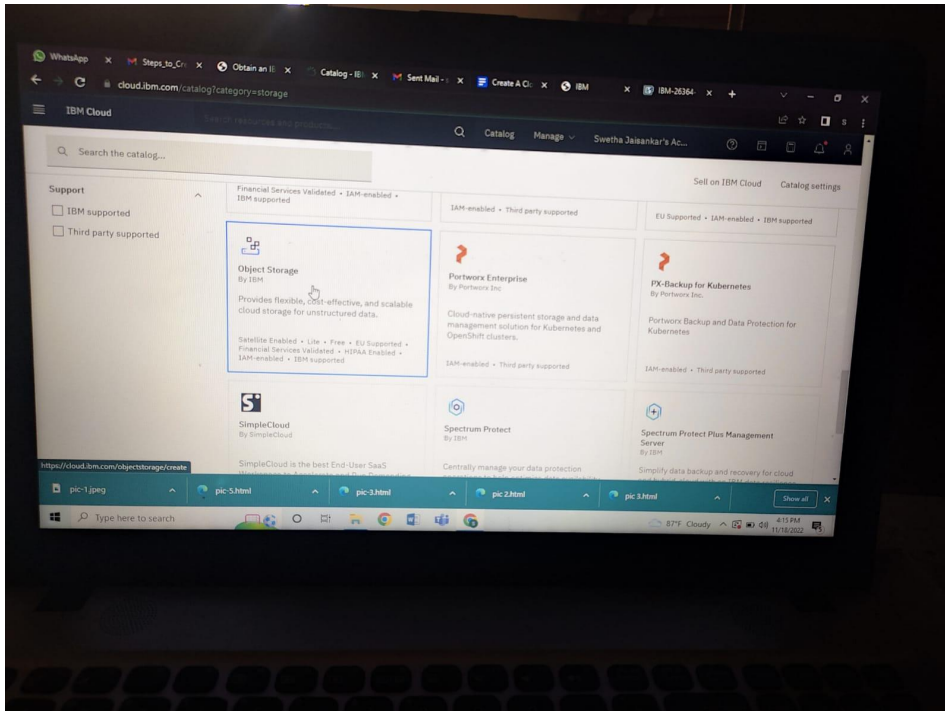 WhatsApp
Steps_to_Cr
Obtain an IE
Catalog - IB
Sent Mail -
Create A Cl
IBM
IBM-26364-
cloud.ibm.com/catalog?category=storage
IBM Cloud
Search resources and products...
Catalog
Manage
Swetha Jaisankar's Ac...
Search the catalog...
Sell on IBM Cloud
Catalog settings
Support
IBM supported
Third party supported
Financial Services Validated • IAM-enabled •
IBM supported
IAM-enabled • Third party supported
EU Supported • IAM-enabled • IBM supported
Object Storage
By IBM
Provides flexible, cost-effective, and scalable
cloud storage for unstructured data.
Satellite Enabled • Lite • Free • EU Supported •
Financial Services Validated • HIPAA Enabled •
IAM-enabled • IBM supported
Portworx Enterprise
By Portworx Inc
Cloud-native persistent storage and data
management solution for Kubernetes and
OpenShift clusters.
IAM-enabled • Third party supported
PX-Backup for Kubernetes
By Portworx Inc.
Portworx Backup and Data Protection for
Kubernetes
IAM-enabled • Third party supported
SimpleCloud
By SimpleCloud
SimpleCloud is the best End-User SaaS
Spectrum Protect
By IBM
Centrally manage your data protection
Spectrum Protect Plus Management
Server
By IBM
Simplify data backup and recovery for cloud
https://cloud.ibm.com/objectstorage/create
pic-1.jpeg
pic-5.html
pic-3.html
pic 2.html
pic 3.html
Show all
Type here to search
87°F Cloudy
4:15 PM
11/18/2022